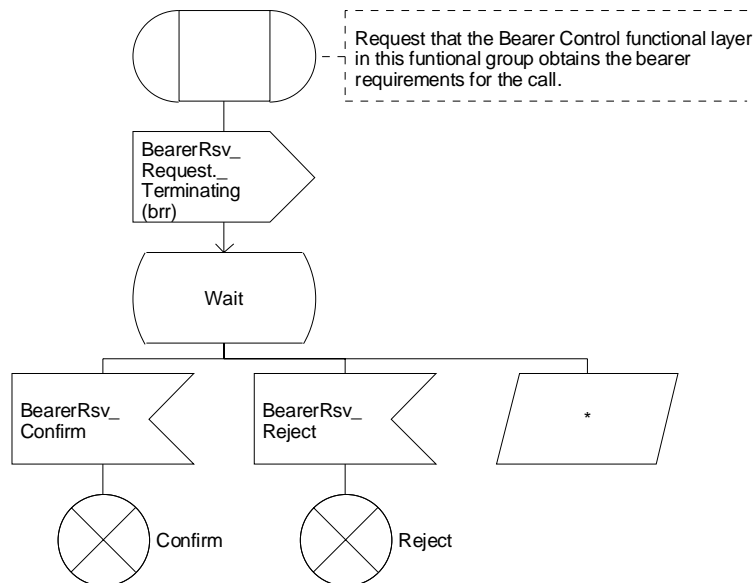 Request that the Bearer Control functional layer
in this funtional group obtains the bearer
requirements for the call.
BearerRsv_
Request._
Terminating
(brr)
Wait
BearerRsv_
Confirm
BearerRsv_
Reject
*
Confirm
Reject